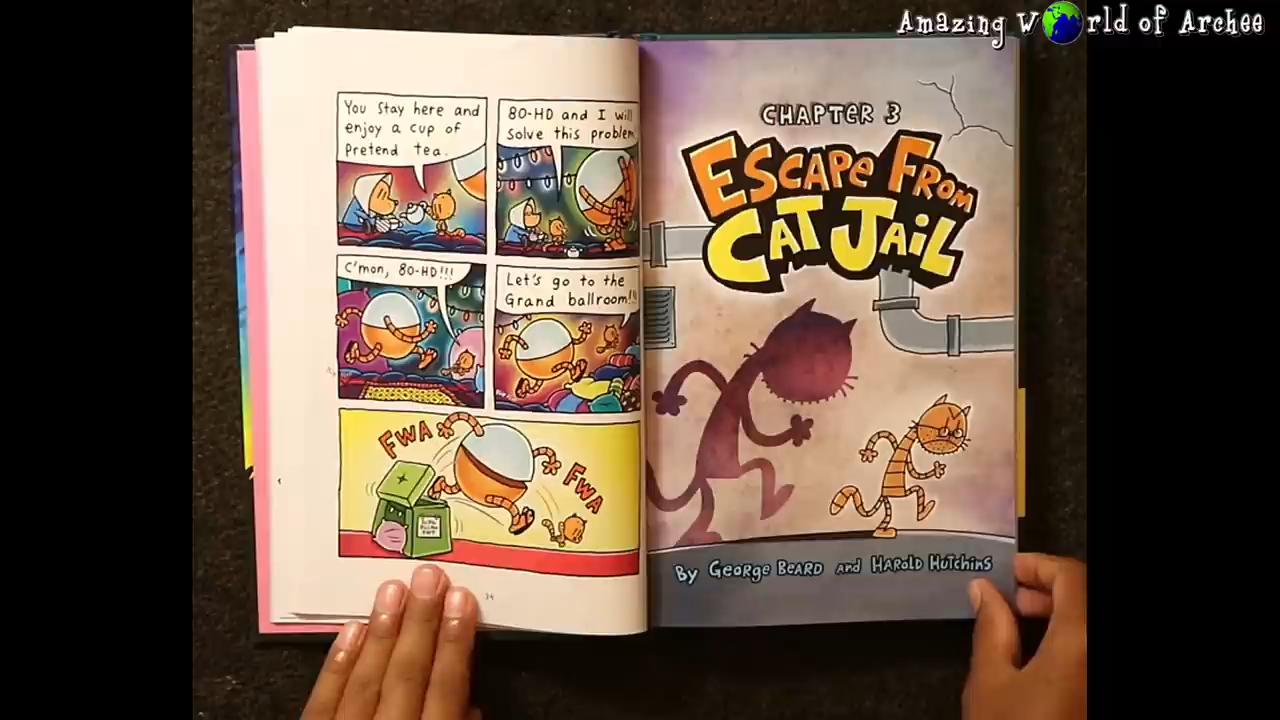 Amazing World of Archee
You stay here and
enjoy a cup of
Pretend tea.
80-HD and I will
solve this problem.
C'mon, 80-HD!!!
Let's go to the
Grand ballroom!!!
FWA
FWA
34
CHAPTER 3
ESCAPE FROM
CAT JAIL
By GEORGE BEARD and HAROLD HUTCHINS